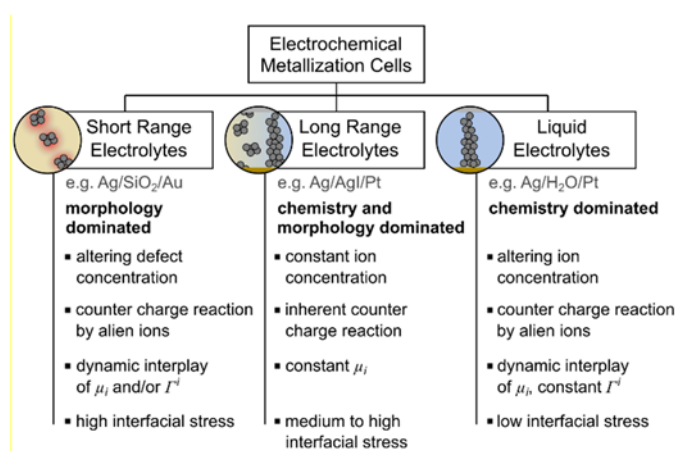 Electrochemical
Metallization Cells
Short Range
Electrolytes
e.g. Ag/SiO₂/Au
morphology
dominated
▪ altering defect
concentration
▪ counter charge reaction
by alien ions
▪ dynamic interplay
of μᵢ and/or Γⁱ
▪ high interfacial stress
Long Range
Electrolytes
e.g. Ag/AgI/Pt
chemistry and
morphology dominated
▪ constant ion
concentration
▪ inherent counter
charge reaction
▪ constant μᵢ
▪ medium to high
interfacial stress
Liquid
Electrolytes
e.g. Ag/H₂O/Pt
chemistry dominated
▪ altering ion
concentration
▪ counter charge reaction
by alien ions
▪ dynamic interplay
of μᵢ, constant Γⁱ
▪ low interfacial stress